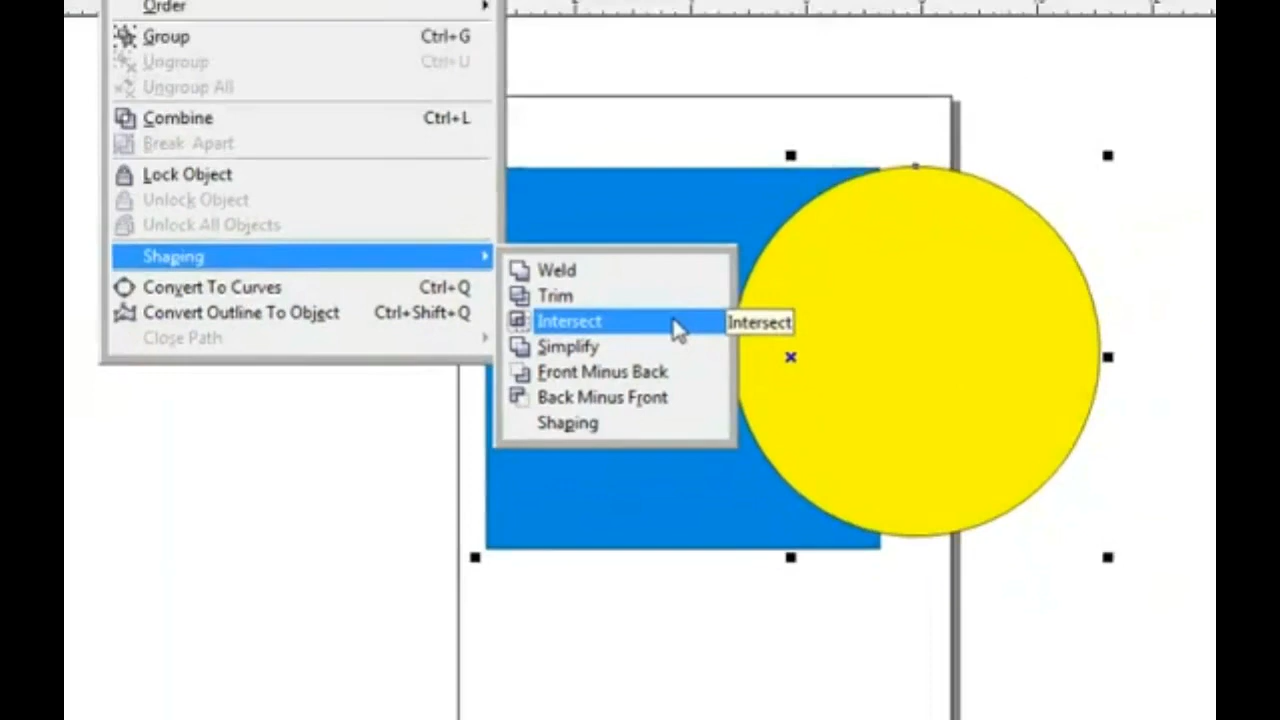 Order
Group Ctrl+G
Ungroup Ctrl+U
Ungroup All
Combine Ctrl+L
Break Apart
Lock Object
Unlock Object
Unlock All Objects
Shaping
Convert To Curves Ctrl+Q
Convert Outline To Object Ctrl+Shift+Q
Close Path
Weld
Trim
Intersect
Intersect
Simplify
Front Minus Back
Back Minus Front
Shaping